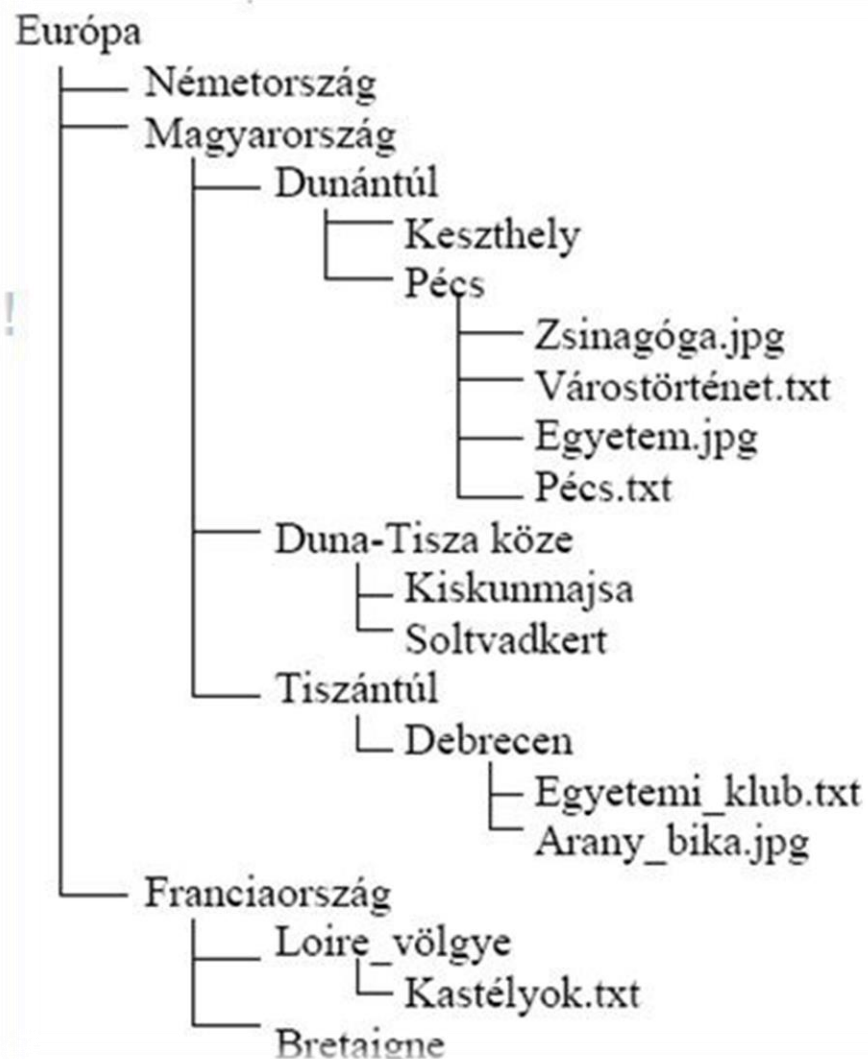 Európa
Németország
Magyarország
Dunántúl
Keszthely
Pécs
Zsinagóga.jpg
Várostörténet.txt
Egyetem.jpg
Pécs.txt
!
Duna-Tisza köze
Kiskunmajsa
Soltvadkert
Tiszántúl
Debrecen
Egyetemi_klub.txt
Arany_bika.jpg
Franciaország
Loire_völgye
Kastélyok.txt
Bretaigne